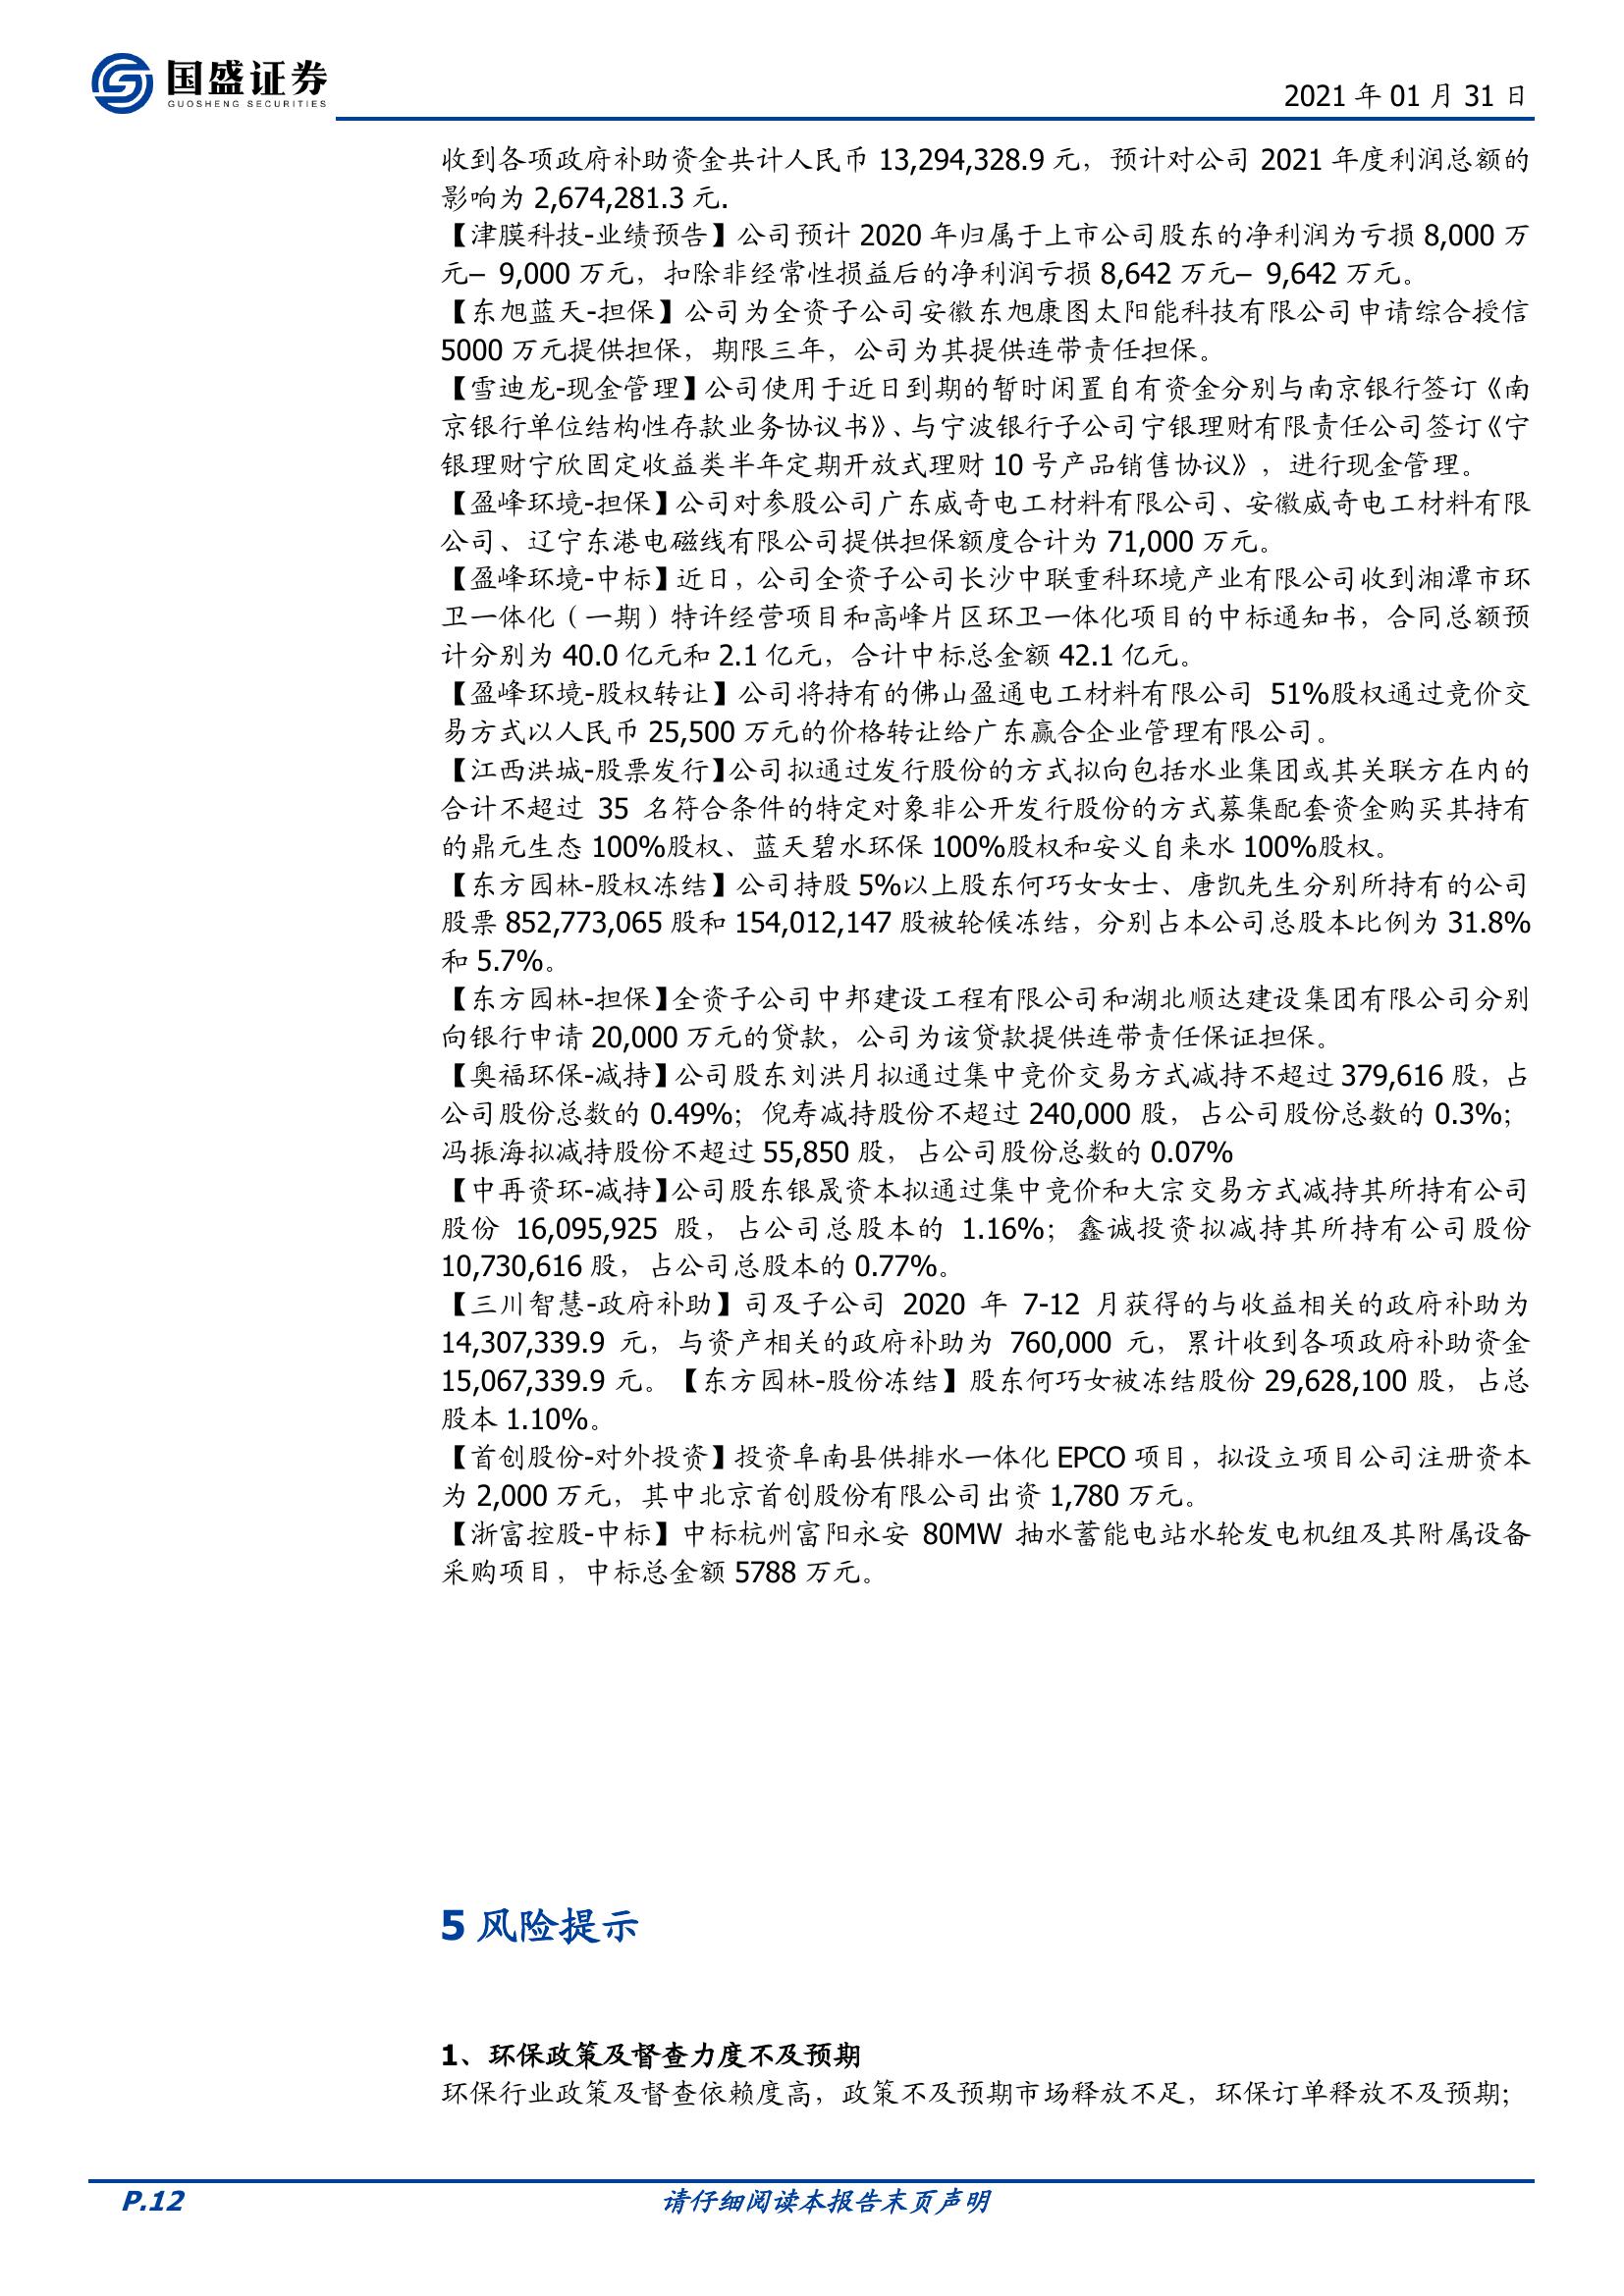 国盛证券
GUOSHENG SECURITIES
2021 年 01 月 31 日
收到各项政府补助资金共计人民币 13,294,328.9 元，预计对公司 2021 年度利润总额的
影响为 2,674,281.3 元.
【津膜科技-业绩预告】公司预计 2020 年归属于上市公司股东的净利润为亏损 8,000 万
元– 9,000 万元，扣除非经常性损益后的净利润亏损 8,642 万元– 9,642 万元。
【东旭蓝天-担保】公司为全资子公司安徽东旭康图太阳能科技有限公司申请综合授信
5000 万元提供担保，期限三年，公司为其提供连带责任担保。
【雪迪龙-现金管理】公司使用于近日到期的暂时闲置自有资金分别与南京银行签订《南
京银行单位结构性存款业务协议书》、与宁波银行子公司宁银理财有限责任公司签订《宁
银理财宁欣固定收益类半年定期开放式理财 10 号产品销售协议》，进行现金管理。
【盈峰环境-担保】公司对参股公司广东威奇电工材料有限公司、安徽威奇电工材料有限
公司、辽宁东港电磁线有限公司提供担保额度合计为 71,000 万元。
【盈峰环境-中标】近日，公司全资子公司长沙中联重科环境产业有限公司收到湘潭市环
卫一体化（一期）特许经营项目和高峰片区环卫一体化项目的中标通知书，合同总额预
计分别为 40.0 亿元和 2.1 亿元，合计中标总金额 42.1 亿元。
【盈峰环境-股权转让】公司将持有的佛山盈通电工材料有限公司 51%股权通过竞价交
易方式以人民币 25,500 万元的价格转让给广东赢合企业管理有限公司。
【江西洪城-股票发行】公司拟通过发行股份的方式拟向包括水业集团或其关联方在内的
合计不超过 35 名符合条件的特定对象非公开发行股份的方式募集配套资金购买其持有
的鼎元生态 100%股权、蓝天碧水环保 100%股权和安义自来水 100%股权。
【东方园林-股权冻结】公司持股 5%以上股东何巧女女士、唐凯先生分别所持有的公司
股票 852,773,065 股和 154,012,147 股被轮候冻结，分别占本公司总股本比例为 31.8%
和 5.7%。
【东方园林-担保】全资子公司中邦建设工程有限公司和湖北顺达建设集团有限公司分别
向银行申请 20,000 万元的贷款，公司为该贷款提供连带责任保证担保。
【奥福环保-减持】公司股东刘洪月拟通过集中竞价交易方式减持不超过 379,616 股，占
公司股份总数的 0.49%；倪寿减持股份不超过 240,000 股，占公司股份总数的 0.3%；
冯振海拟减持股份不超过 55,850 股，占公司股份总数的 0.07%
【中再资环-减持】公司股东银晟资本拟通过集中竞价和大宗交易方式减持其所持有公司
股份 16,095,925 股，占公司总股本的 1.16%；鑫诚投资拟减持其所持有公司股份
10,730,616 股，占公司总股本的 0.77%。
【三川智慧-政府补助】司及子公司 2020 年 7-12 月获得的与收益相关的政府补助为
14,307,339.9 元，与资产相关的政府补助为 760,000 元，累计收到各项政府补助资金
15,067,339.9 元。【东方园林-股份冻结】股东何巧女被冻结股份 29,628,100 股，占总
股本 1.10%。
【首创股份-对外投资】投资阜南县供排水一体化 EPCO 项目，拟设立项目公司注册资本
为 2,000 万元，其中北京首创股份有限公司出资 1,780 万元。
【浙富控股-中标】中标杭州富阳永安 80MW 抽水蓄能电站水轮发电机组及其附属设备
采购项目，中标总金额 5788 万元。
5 风险提示
1、环保政策及督查力度不及预期
环保行业政策及督查依赖度高，政策不及预期市场释放不足，环保订单释放不及预期；
P.12
请仔细阅读本报告末页声明